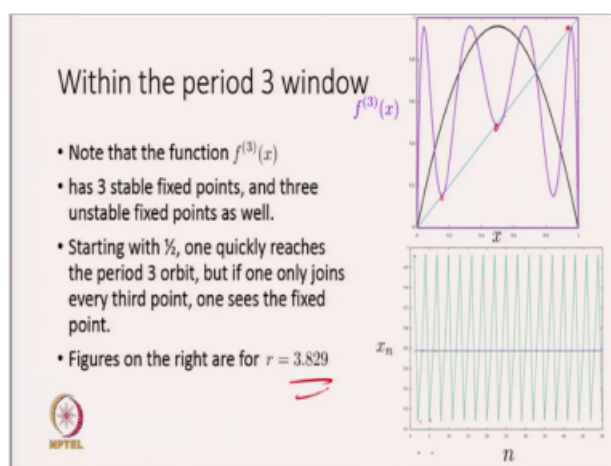 Within the period 3 window
f^{(3)}(x)
• Note that the function f^{(3)}(x)
• has 3 stable fixed points, and three
unstable fixed points as well.
• Starting with ½, one quickly reaches
the period 3 orbit, but if one only joins
every third point, one sees the fixed
point.
• Figures on the right are for r = 3.829
x
x_n
n
NPTEL